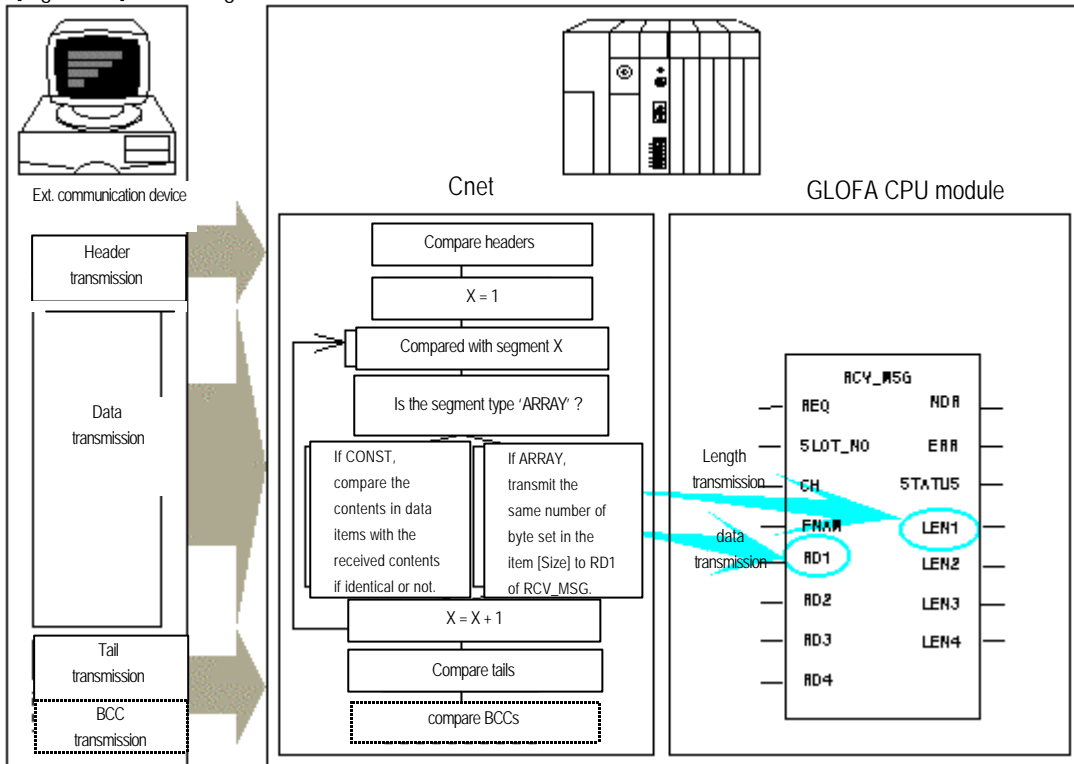 Ext. communication device
Cnet
GLOFA CPU module
Header
transmission
Data
transmission
Tail
transmission
BCC
transmission
Compare headers
X = 1
Compared with segment X
Is the segment type ‘ARRAY’ ?
If CONST,
compare the
contents in data
items with the
received contents
if identical or not.
If ARRAY,
transmit the
same number of
byte set in the
item [Size] to RD1
of RCV_MSG.
X = X + 1
Compare tails
compare BCCs
Length
transmission
data
transmission
RCV_MSG
REQ
NDR
SLOT_NO
ERR
CH
STATUS
FNAM
LEN1
RD1
LEN2
RD2
LEN3
RD3
LEN4
RD4